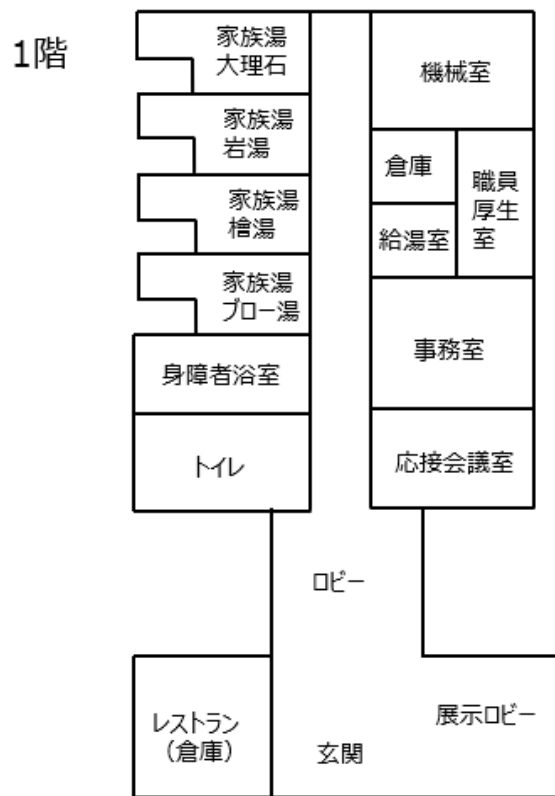 1階
家族湯
大理石
家族湯
岩湯
家族湯
檜湯
家族湯
ブロー湯
身障者浴室
トイレ
機械室
倉庫
職員
厚生
室
給湯室
事務室
応接会議室
ロビー
展示ロビー
レストラン
（倉庫）
玄関